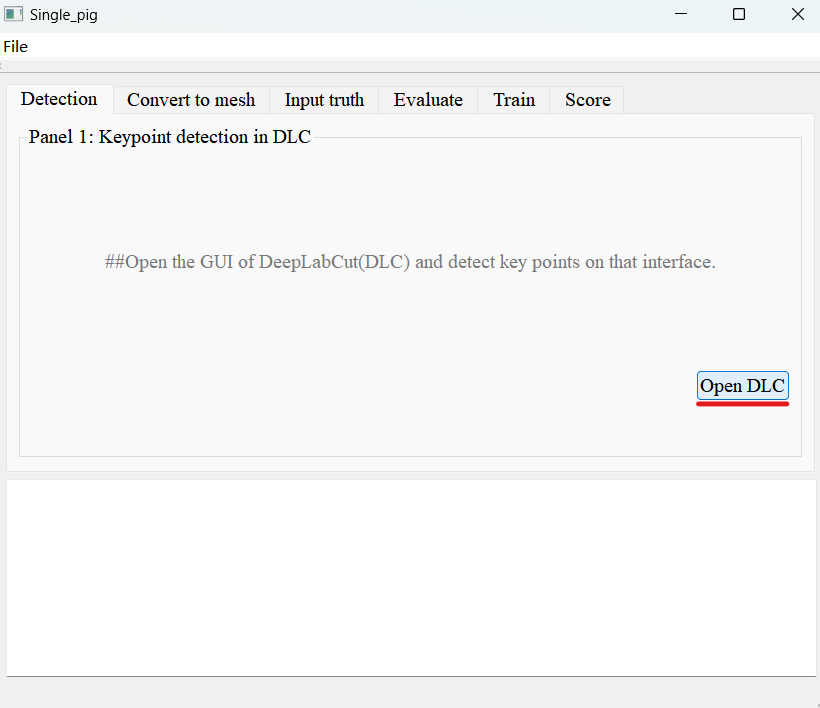 Single_pig
File
Detection Convert to mesh Input truth Evaluate Train Score
Panel 1: Keypoint detection in DLC
##Open the GUI of DeepLabCut(DLC) and detect key points on that interface.
Open DLC